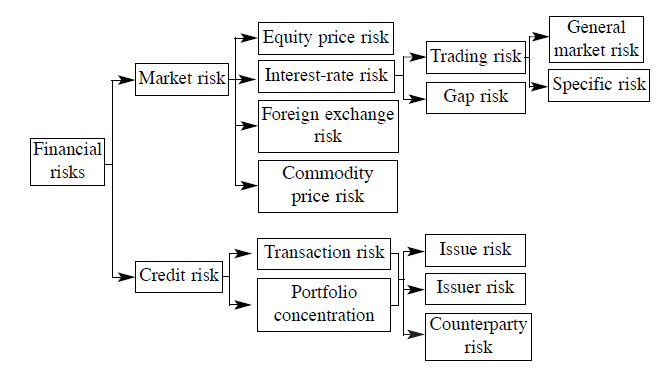 Financial
risks
Market risk
Equity price risk
Interest-rate risk
Foreign exchange
risk
Commodity
price risk
Trading risk
Gap risk
General
market risk
Specific risk
Credit risk
Transaction risk
Portfolio
concentration
Issue risk
Issuer risk
Counterparty
risk